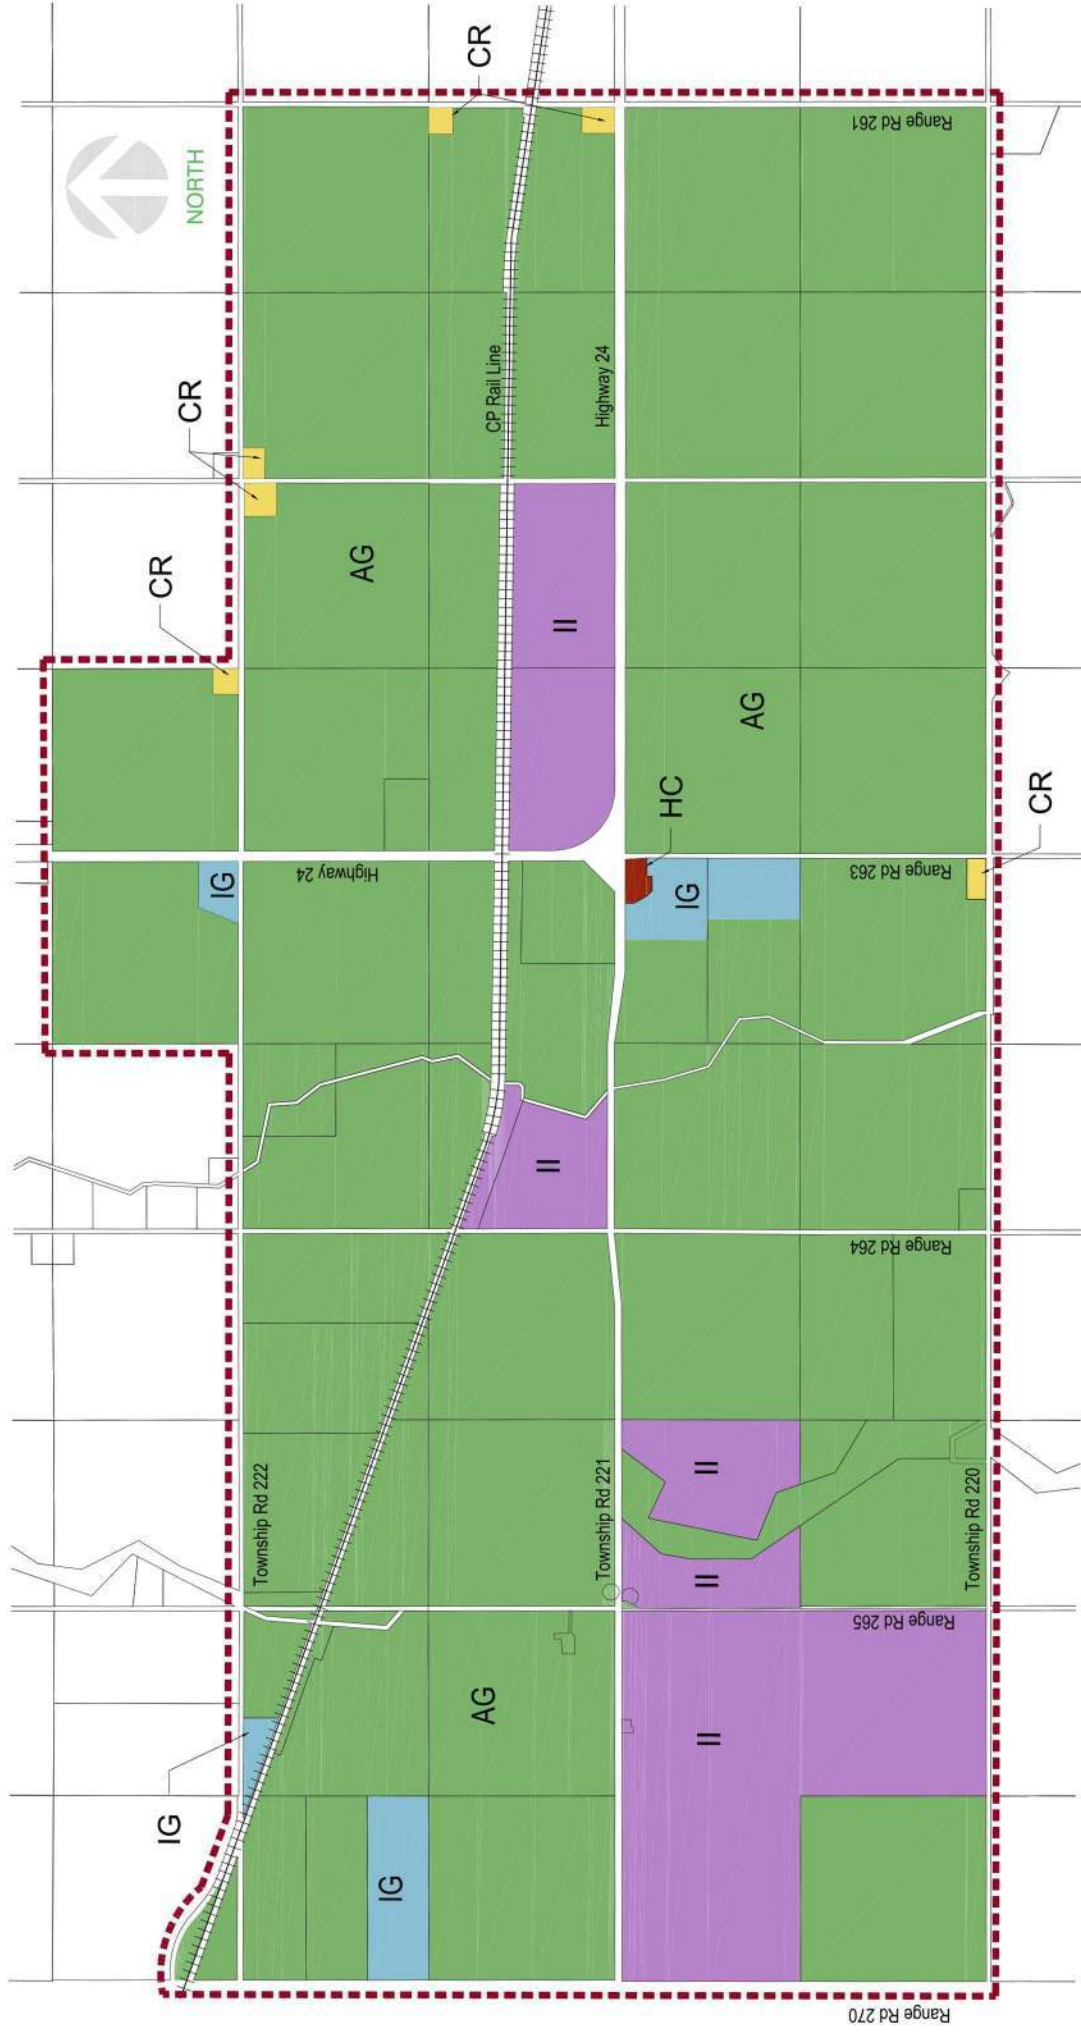 CR
Range Rd 261
NORTH
CP Rail Line
Highway 24
CR
AG
CR
II
AG
HC
CR
IG
Highway 24
IG
Range Rd 263
II
Range Rd 264
Township Rd 222
Township Rd 221
II
Township Rd 220
II
Range Rd 265
AG
II
IG
IG
Range Rd 270